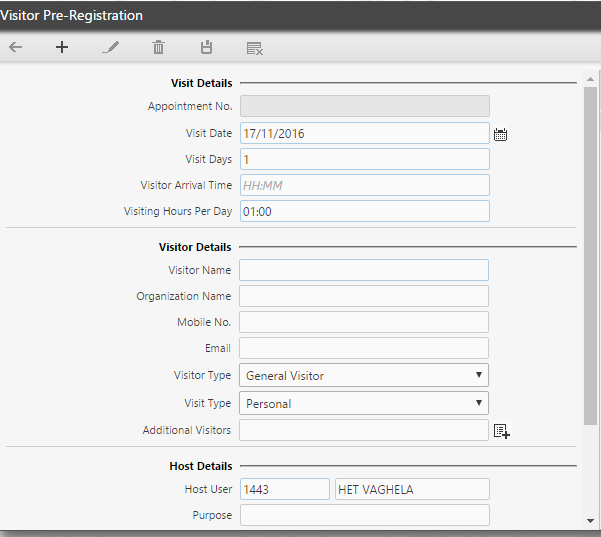 Visitor Pre-Registration
Visit Details
Appointment No.
Visit Date 17/11/2016
Visit Days 1
Visitor Arrival Time HH:MM
Visiting Hours Per Day 01:00
Visitor Details
Visitor Name
Organization Name
Mobile No.
Email
Visitor Type General Visitor
Visit Type Personal
Additional Visitors
Host Details
Host User 1443 HET VAGHELA
Purpose